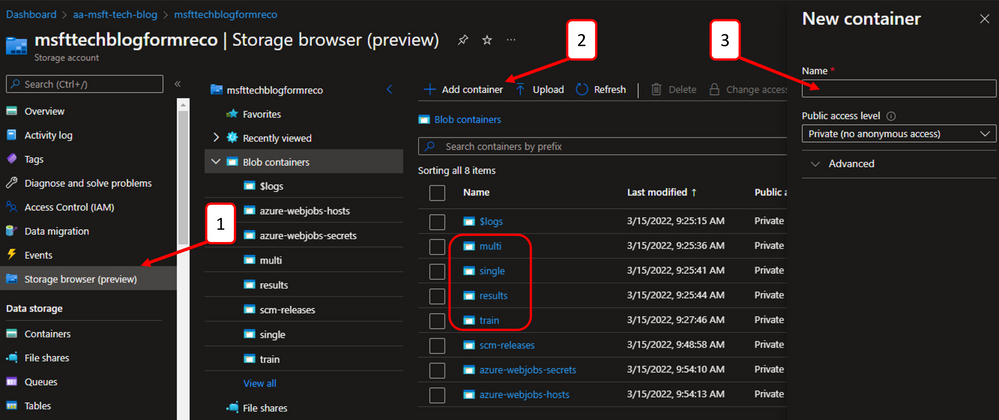 Dashboard > aa-msft-tech-blog > msfttechblogformreco
msfttechblogformreco | Storage browser (preview) ...
Storage account
Search (Ctrl+/)
«
Overview
Activity log
Tags
Diagnose and solve problems
Access Control (IAM)
Data migration
Events
Storage browser (preview)
Data storage
Containers
File shares
Queues
Tables
1
msfttechblogformreco
Favorites
Recently viewed
Blob containers
$logs
azure-webjobs-hosts
azure-webjobs-secrets
multi
results
scm-releases
single
train
View all
File shares
2
Add container Upload Refresh Delete Change access
Blob containers
Search containers by prefix
Sorting all 8 items
Name Last modified ↑ Public a
$logs 3/15/2022, 9:25:15 AM Private
multi 3/15/2022, 9:25:36 AM Private
single 3/15/2022, 9:25:41 AM Private
results 3/15/2022, 9:25:44 AM Private
train 3/15/2022, 9:27:46 AM Private
scm-releases 3/15/2022, 9:48:58 AM Private
azure-webjobs-secrets 3/15/2022, 9:54:10 AM Private
azure-webjobs-hosts 3/15/2022, 9:54:13 AM Private
New container
3
Name *
Public access level
Private (no anonymous access)
Advanced